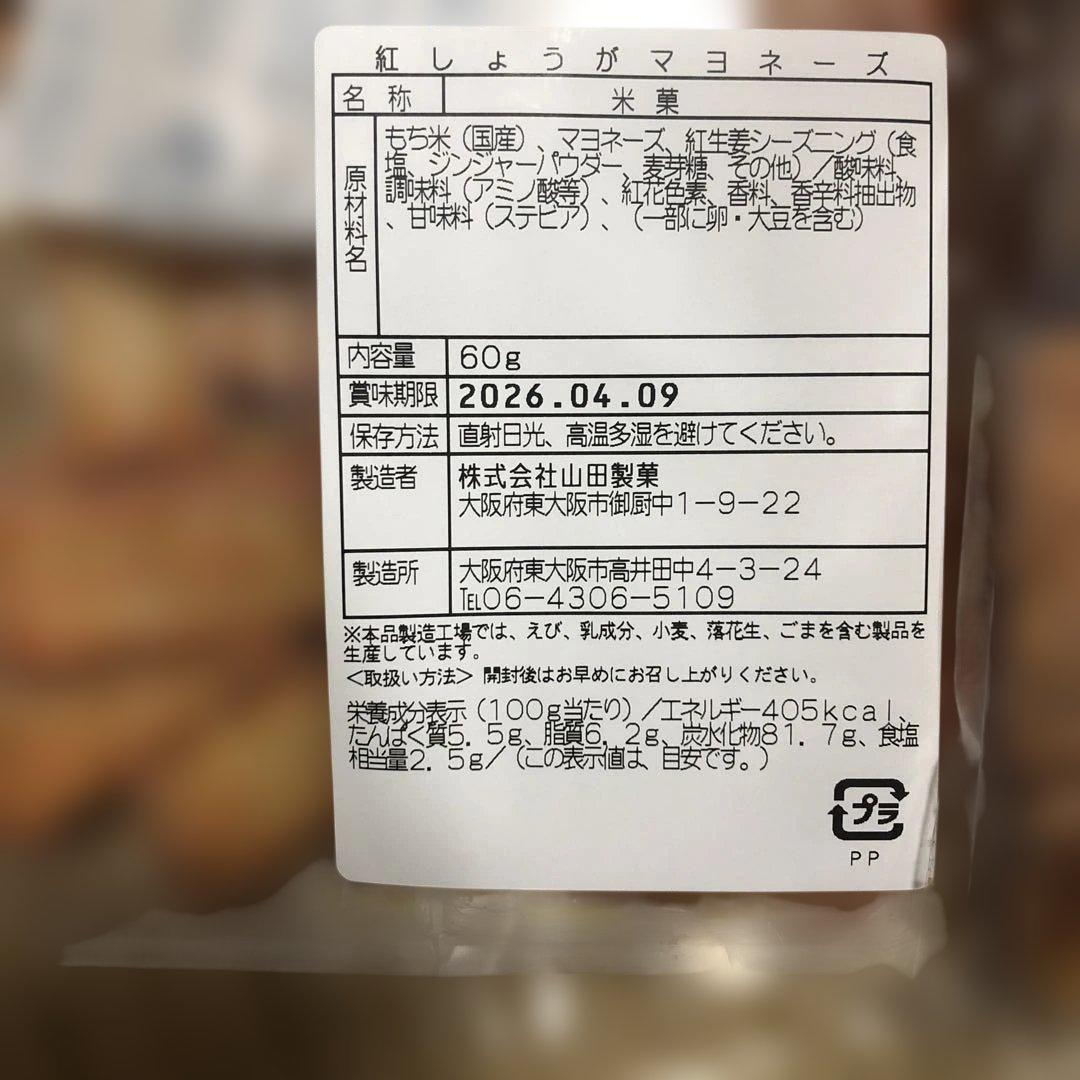 紅しょうがマヨネーズ
名称 米菓
原材料名 もち米（国産）、マヨネーズ、紅生姜シーズニング（食
塩、ジンジャーパウダー、麦芽糖、その他）／酸味料、
調味料（アミノ酸等）、紅花色素、香料、香辛料抽出物
、甘味料（ステビア）、（一部に卵・大豆を含む）
内容量 60g
賞味期限 2026.04.09
保存方法 直射日光、高温多湿を避けてください。
製造者 株式会社山田製菓
大阪府東大阪市御厨中1－9－22
製造所 大阪府東大阪市高井田中4－3－24
℡06－4306－5109
※本品製造工場では、えび、乳成分、小麦、落花生、ごまを含む製品を
生産しています。
＜取扱い方法＞ 開封後はお早めにお召し上がりください。
栄養成分表示（100g当たり）／エネルギー405kcal、
たんぱく質5．5g、脂質6．2g、炭水化物81．7g、食塩
相当量2．5g／（この表示値は、目安です。）
プラ
PP